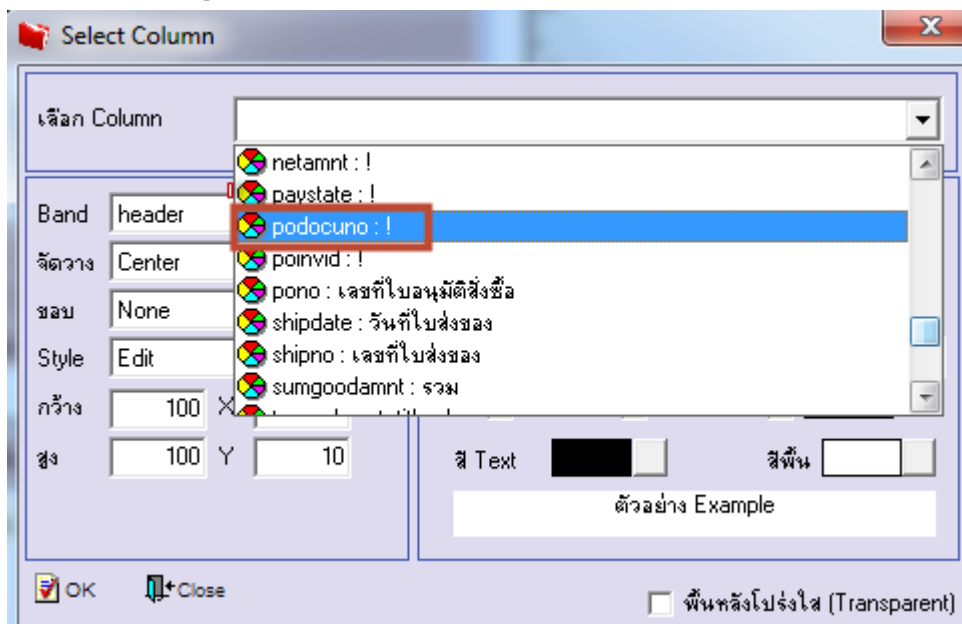 Select Column
เลือก Column
netamnt : !
paystate : !
podocuno : !
poinvid : !
pono : เลขที่ใบอนุมัติสั่งซื้อ
shipdate : วันที่ใบส่งของ
shipno : เลขที่ใบส่งของ
sumgoodamnt : รวม
Band header
จัดวาง Center
ขอบ None
Style Edit
กว้าง 100 X
สูง 100 Y 10
สี Text สีพื้น
ตัวอย่าง Example
OK Close
พื้นหลังโปร่งใส (Transparent)